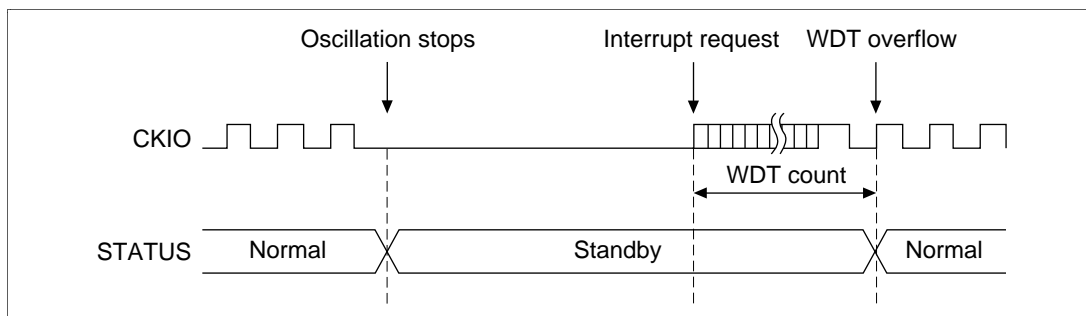 Oscillation stops Interrupt request WDT overflow
CKIO
WDT count
STATUS Normal Standby Normal